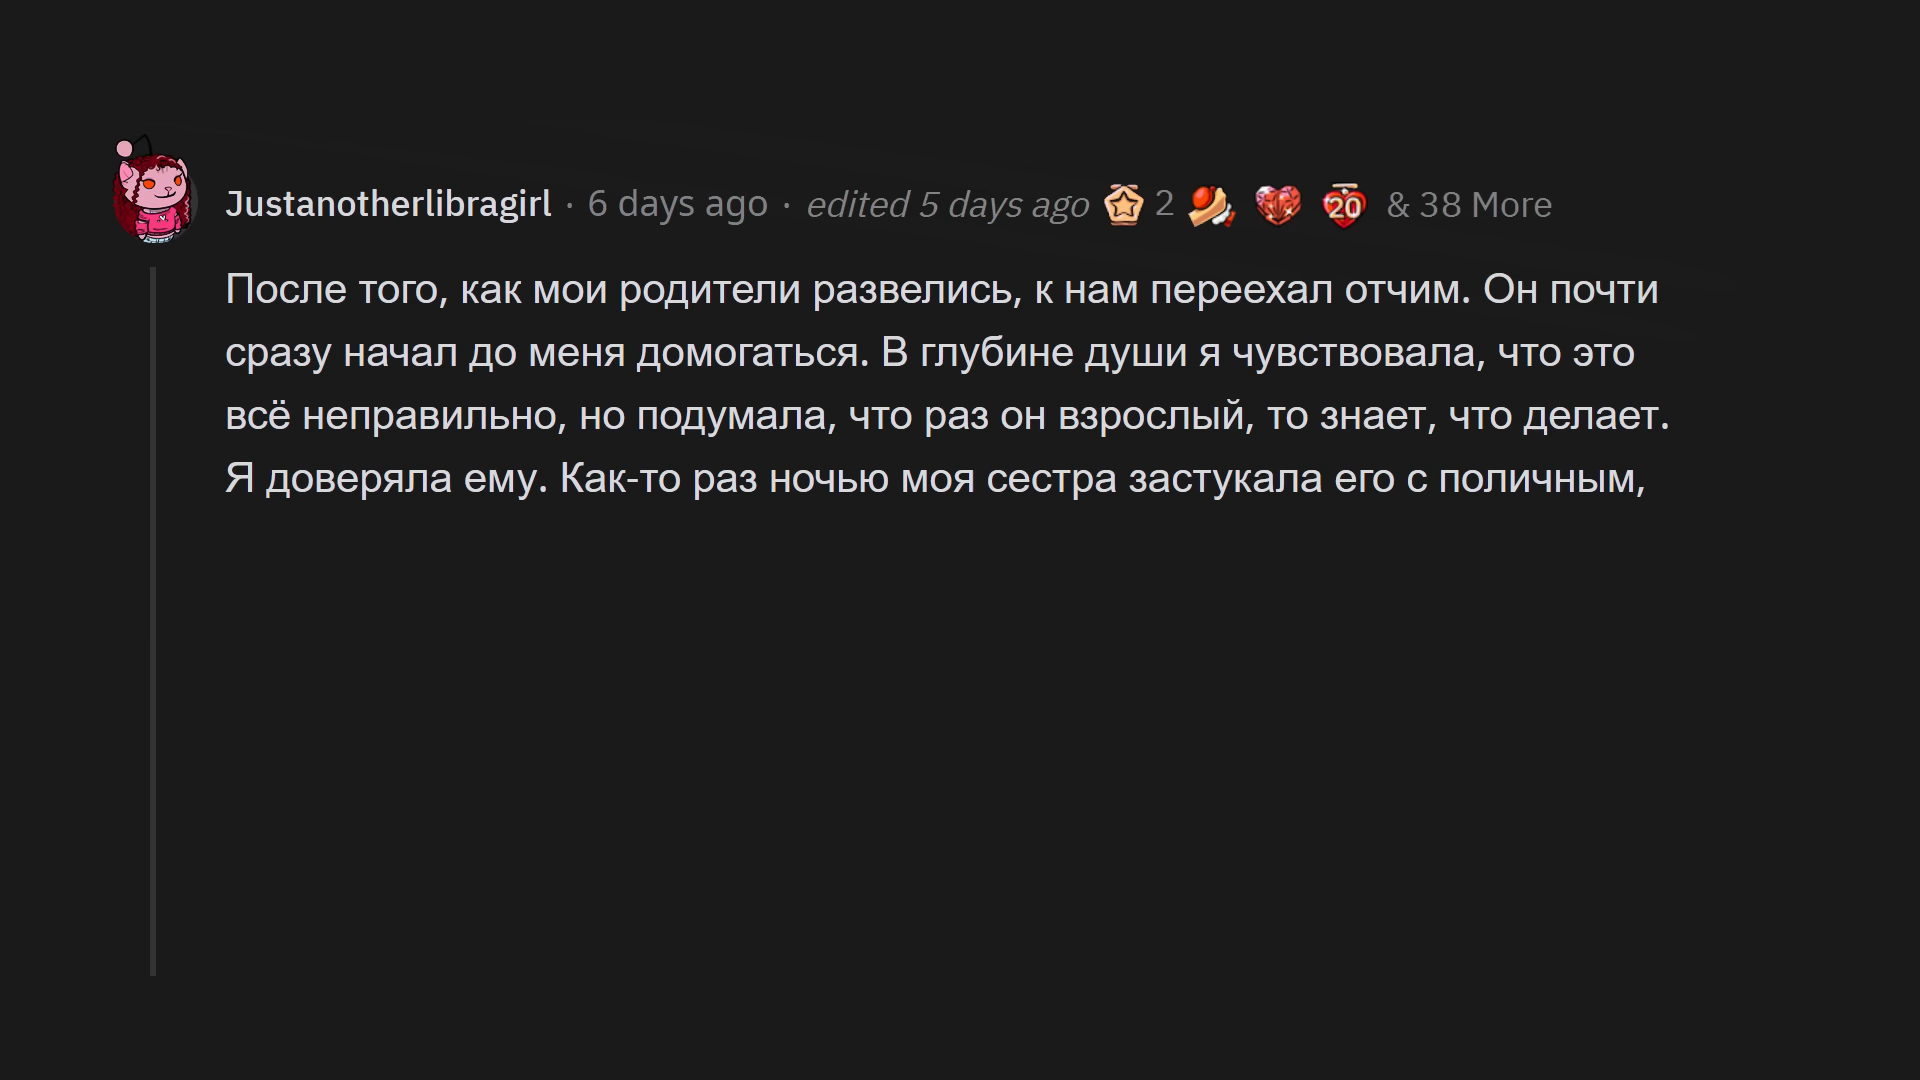 Justanotherlibragirl · 6 days ago · edited 5 days ago 2 20 & 38 More
После того, как мои родители развелись, к нам переехал отчим. Он почти
сразу начал до меня домогаться. В глубине души я чувствовала, что это
всё неправильно, но подумала, что раз он взрослый, то знает, что делает.
Я доверяла ему. Как-то раз ночью моя сестра застукала его с поличным,